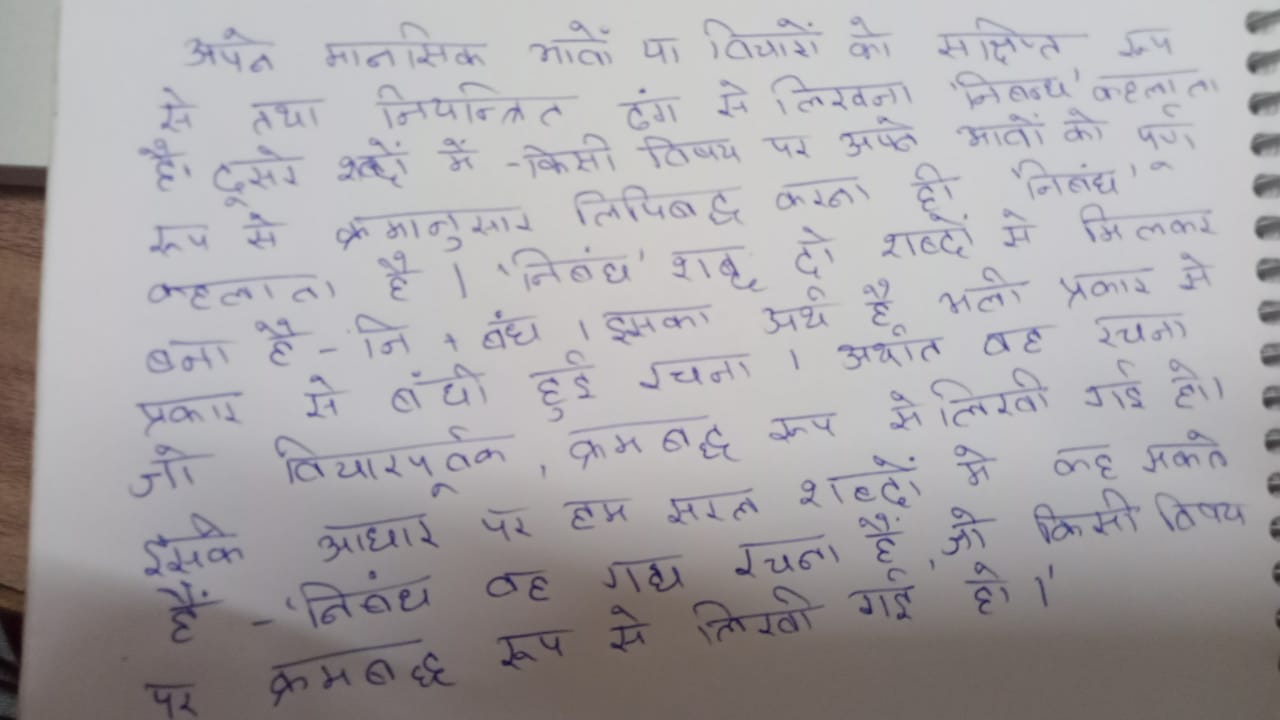 अपने मानसिक भावों या विचारों को संक्षिप्त रूप
से तथा नियन्त्रित ढंग से लिखना 'निबन्ध' कहलाता
है। दूसरे शब्दों में -किसी विषय पर अपने भावों को पूर्ण
रूप से क्रमानुसार लिपिबद्ध करना ही 'निबंध'
कहलाता है । 'निबंध' शब्द दो शब्दों से मिलकर
बना है - नि + बंध । इसका अर्थ है भली प्रकार से
प्रकार से बंधी हुई रचना । अर्थात वह रचना
जो विचारपूर्वक , क्रमबद्ध रूप से लिखी गई हो।
इसके आधार पर हम सरल शब्दों में कह सकते
हैं - 'निबंध वह गद्य रचना है, जो किसी विषय
पर क्रमबद्ध रूप से लिखी गई हो ।'